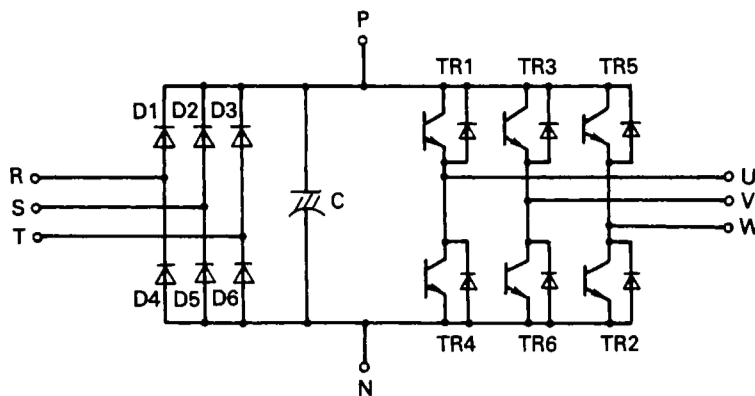 P
TR1 TR3 TR5
D1 D2 D3
R
S
T
C
U
V
W
D4 D5 D6
TR4 TR6 TR2
N